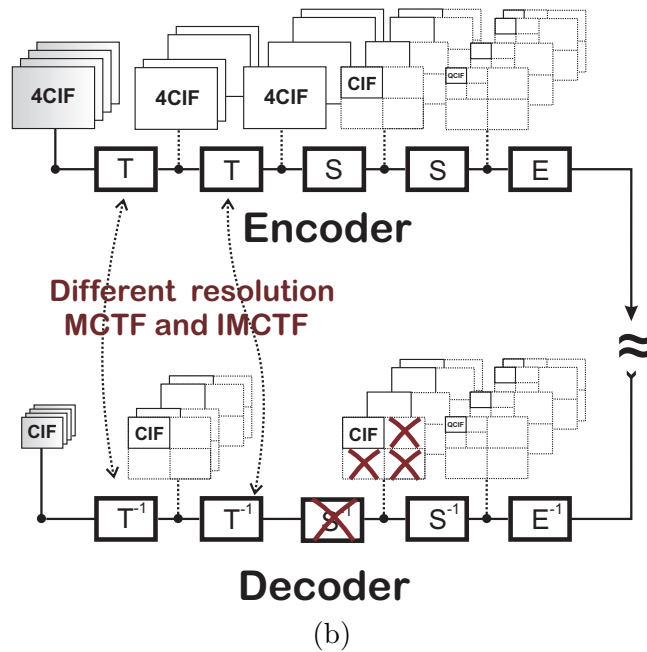 4CIF
4CIF
4CIF
CIF
QCIF
T
T
S
S
E
Encoder
Different resolution
MCTF and IMCTF
≈
CIF
CIF
CIF
QCIF
T-1
T-1
S-1
S-1
E-1
Decoder
(b)